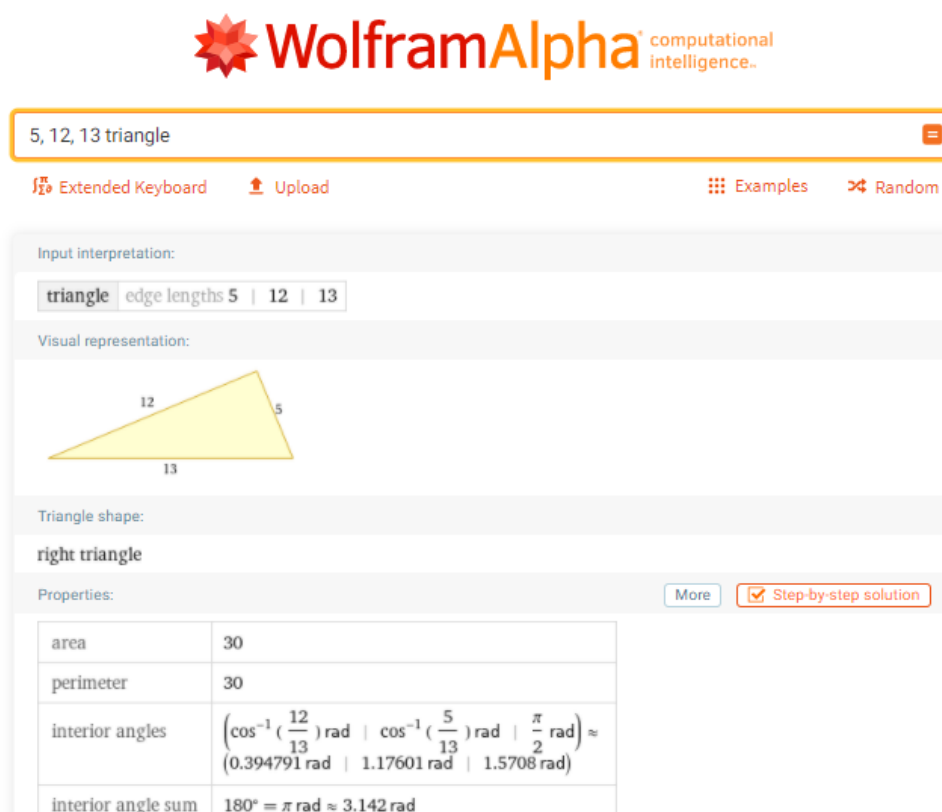 WolframAlpha computational intelligence™
5, 12, 13 triangle
Extended Keyboard Upload Examples Random
Input interpretation:
triangle edge lengths 5 | 12 | 13
Visual representation:
12
5
13
Triangle shape:
right triangle
Properties: More Step-by-step solution
area 30
perimeter 30
interior angles (cos⁻¹(12/13) rad | cos⁻¹(5/13) rad | π/2 rad) ≈
(0.394791 rad | 1.17601 rad | 1.5708 rad)
interior angle sum 180° = π rad ≈ 3.142 rad